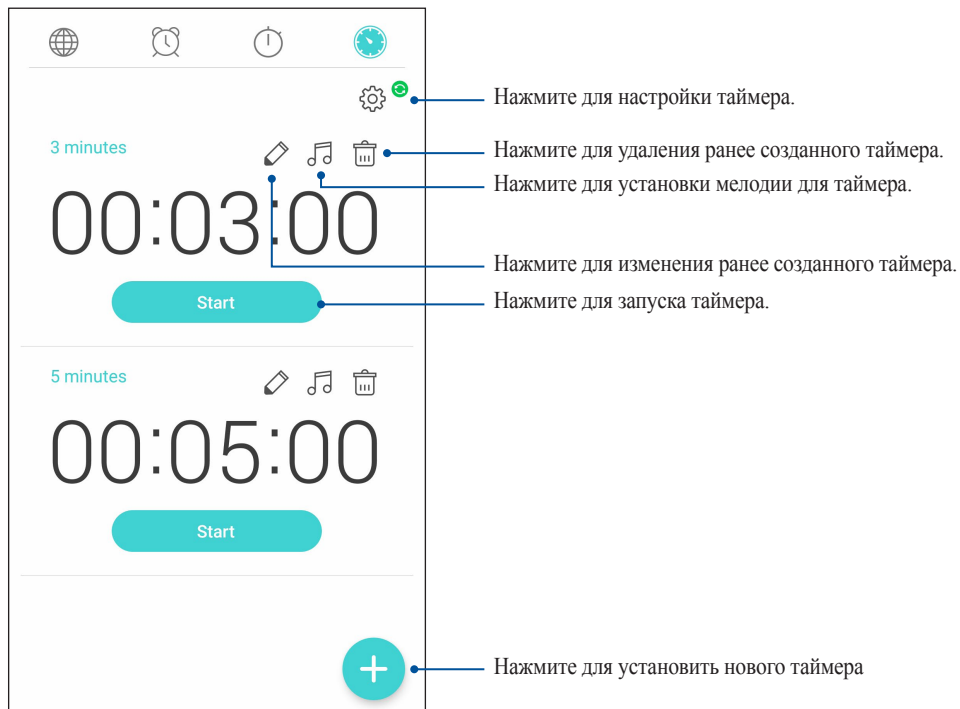 Нажмите для настройки таймера.
3 minutes
Нажмите для удаления ранее созданного таймера.
Нажмите для установки мелодии для таймера.
00:03:00
Нажмите для изменения ранее созданного таймера.
Start
Нажмите для запуска таймера.
5 minutes
00:05:00
Start
Нажмите для установить нового таймера